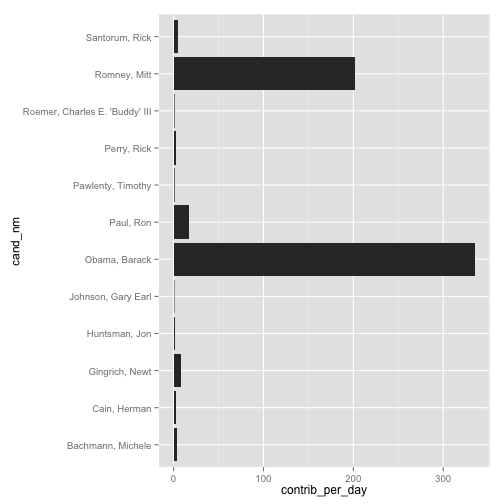 Santorum, Rick
Romney, Mitt
Roemer, Charles E. 'Buddy' III
Perry, Rick
Pawlenty, Timothy
Paul, Ron
Obama, Barack
Johnson, Gary Earl
Huntsman, Jon
Gingrich, Newt
Cain, Herman
Bachmann, Michele
cand_nm
0 100 200 300
contrib_per_day